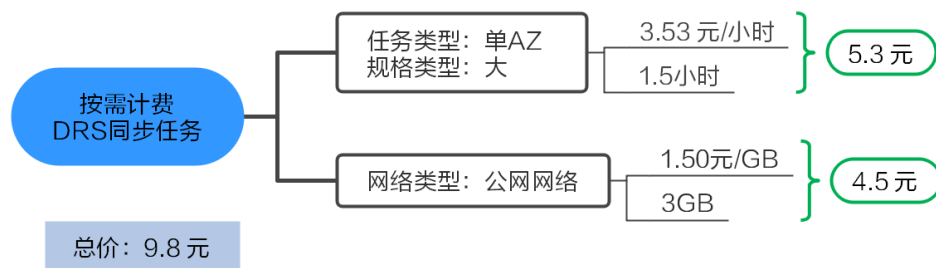 按需计费
DRS同步任务
任务类型：单AZ
规格类型：大
3.53 元/小时
1.5小时
5.3 元
网络类型：公网网络
1.50元/GB
3GB
4.5 元
总价：9.8 元